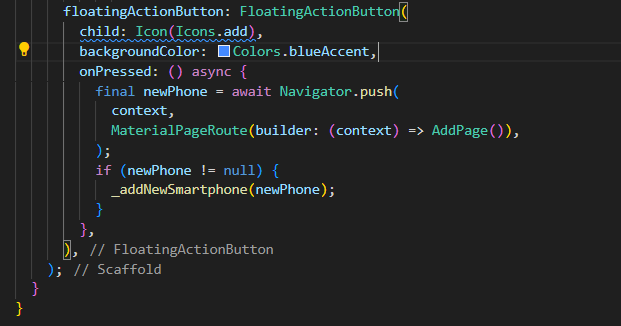 floatingActionButton: FloatingActionButton(
child: Icon(Icons.add),
backgroundColor: Colors.blueAccent,
onPressed: () async {
final newPhone = await Navigator.push(
context,
MaterialPageRoute(builder: (context) => AddPage()),
);
if (newPhone != null) {
_addNewSmartphone(newPhone);
}
},
), // FloatingActionButton
); // Scaffold
}
}